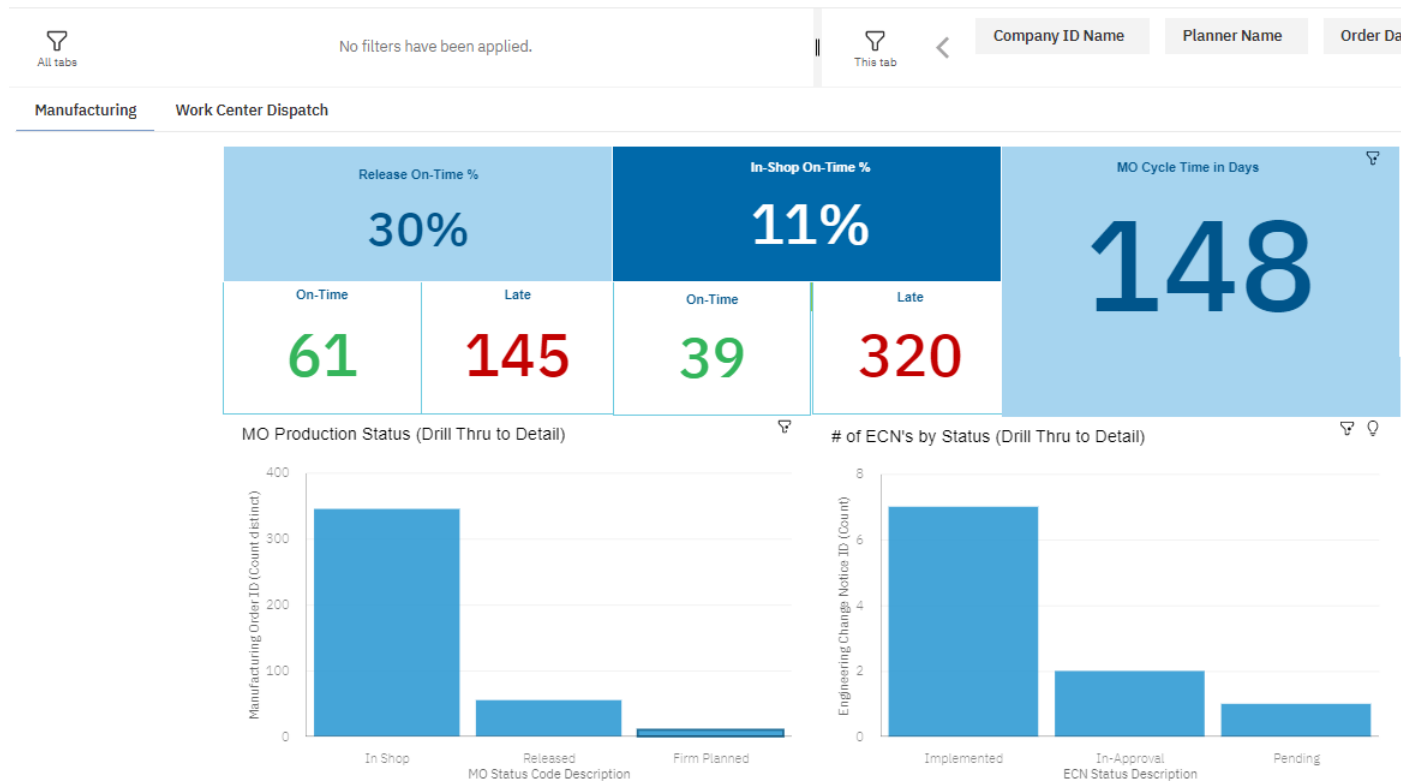 All tabs
No filters have been applied.
This tab
Company ID Name
Planner Name
Order Da
Manufacturing
Work Center Dispatch
Release On-Time %
30%
In-Shop On-Time %
11%
MO Cycle Time in Days
148
On-Time
61
Late
145
On-Time
39
Late
320
MO Production Status (Drill Thru to Detail)
Manufacturing Order ID (Count distinct)
400
300
200
100
0
In Shop
Released
Firm Planned
MO Status Code Description
# of ECN's by Status (Drill Thru to Detail)
Engineering Change Notice ID (Count)
8
6
4
2
0
Implemented
In-Approval
Pending
ECN Status Description